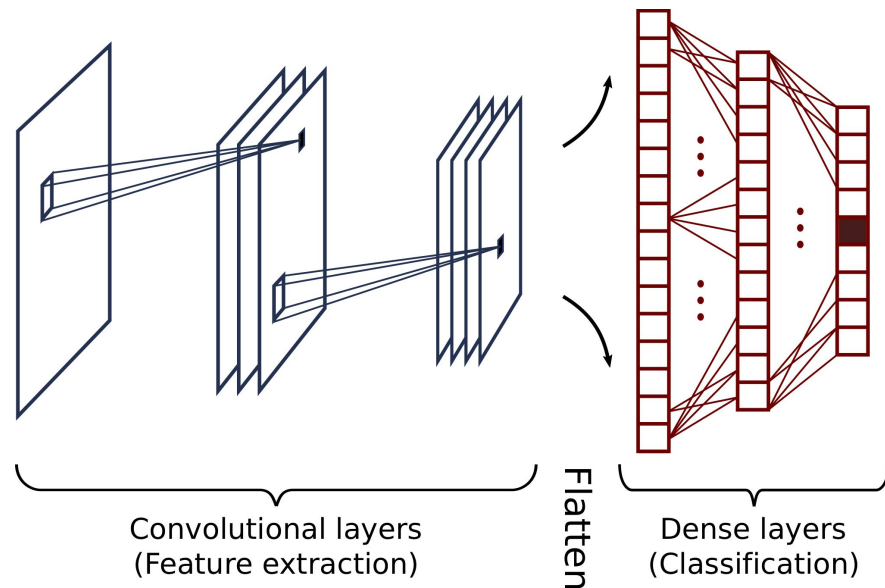 Convolutional layers
(Feature extraction)
Flatten
Dense layers
(Classification)